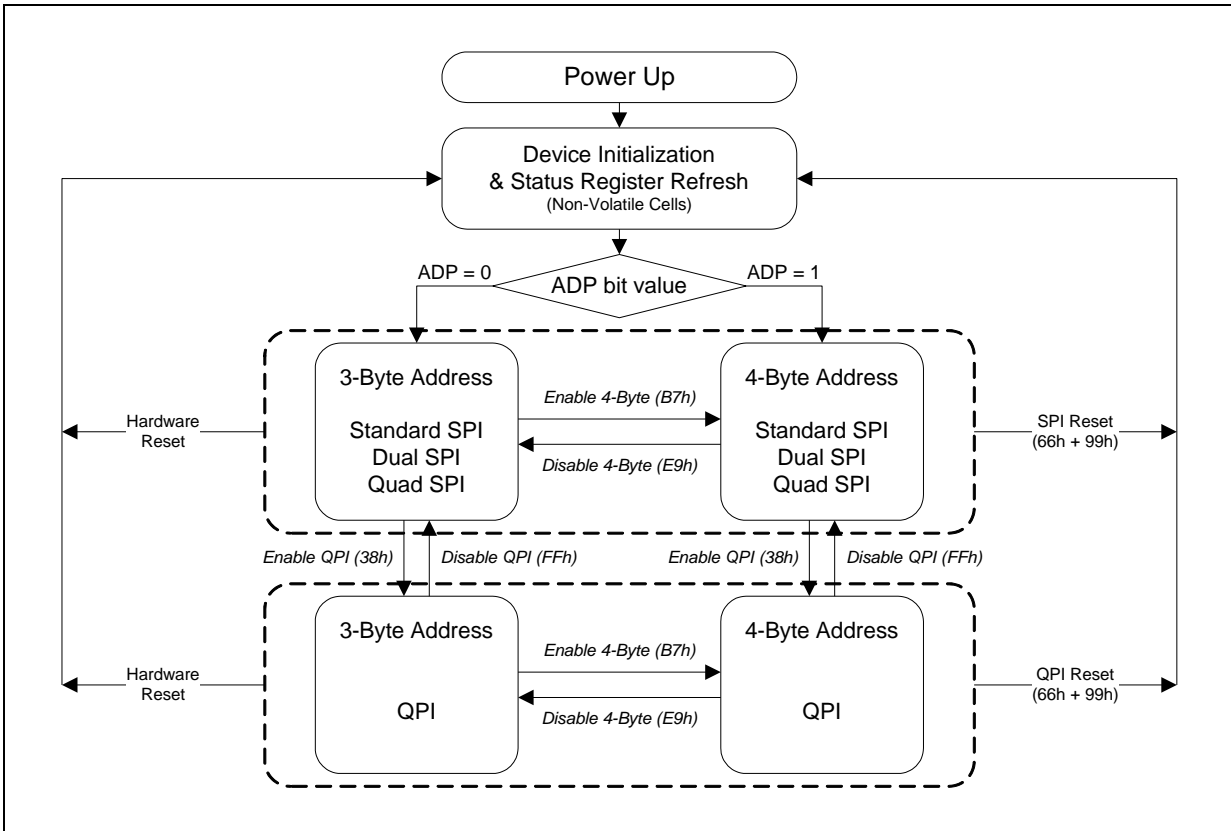 Power Up
Device Initialization
& Status Register Refresh
(Non-Volatile Cells)
ADP = 0
ADP bit value
ADP = 1
3-Byte Address
Standard SPI
Dual SPI
Quad SPI
Enable 4-Byte (B7h)
Disable 4-Byte (E9h)
4-Byte Address
Standard SPI
Dual SPI
Quad SPI
Hardware
Reset
SPI Reset
(66h + 99h)
Enable QPI (38h)
Disable QPI (FFh)
Enable QPI (38h)
Disable QPI (FFh)
3-Byte Address
QPI
Enable 4-Byte (B7h)
Disable 4-Byte (E9h)
4-Byte Address
QPI
Hardware
Reset
QPI Reset
(66h + 99h)